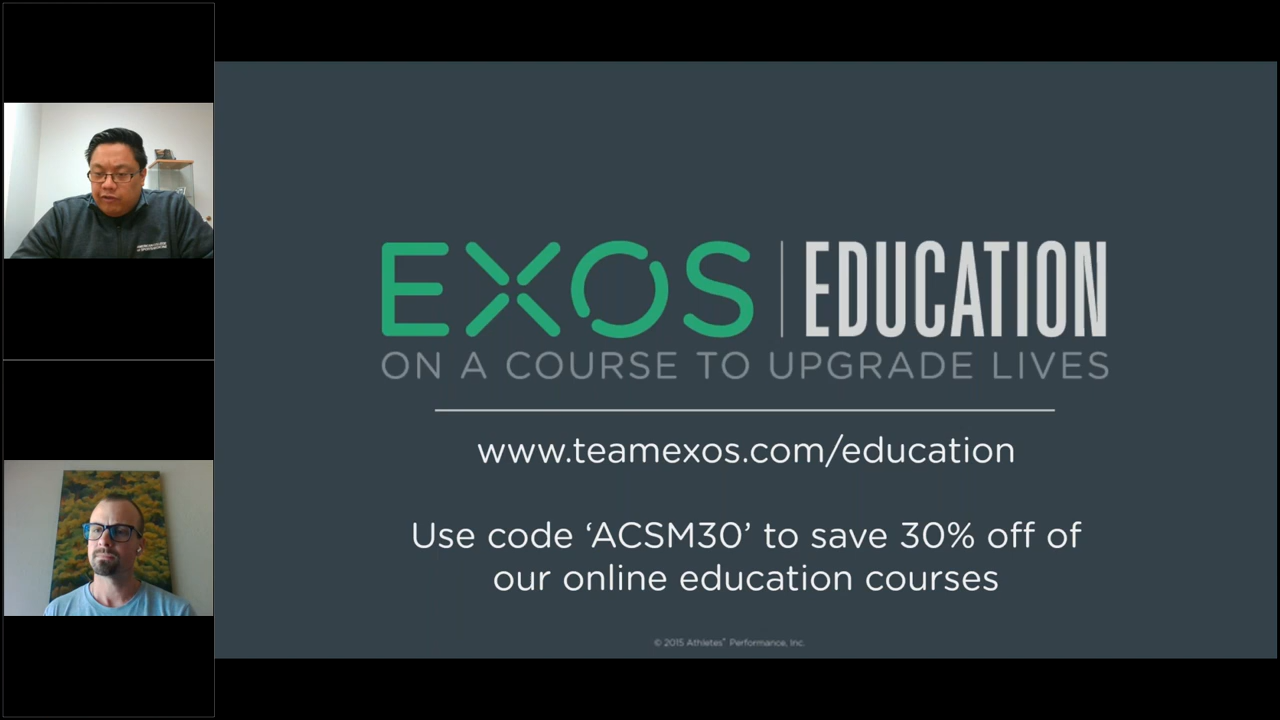 EXOS | EDUCATION
ON A COURSE TO UPGRADE LIVES
www.teamexos.com/education
Use code ‘ACSM30’ to save 30% off of
our online education courses
© 2015 Athletes' Performance, Inc.